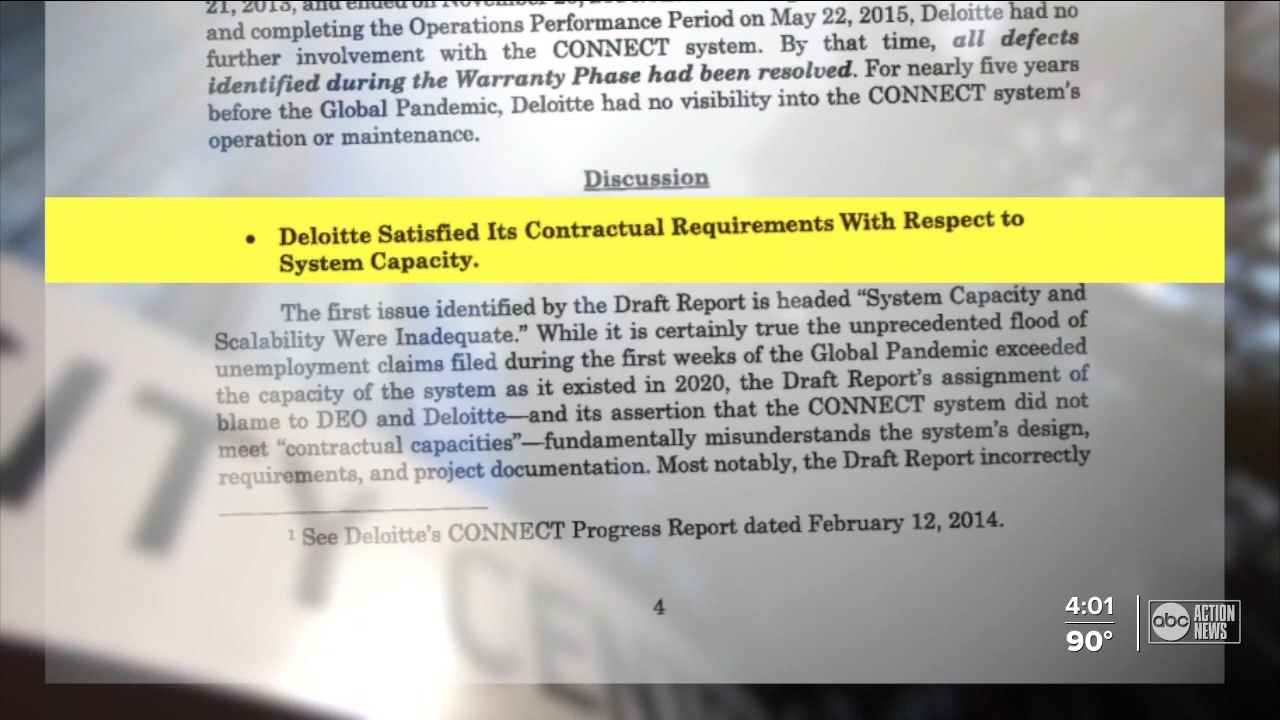 21, 2013, and ended on November
and completing the Operations Performance Period on May 22, 2015, Deloitte had no
further involvement with the CONNECT system. By that time, all defects
identified during the Warranty Phase had been resolved. For nearly five years
before the Global Pandemic, Deloitte had no visibility into the CONNECT system's
operation or maintenance.
Discussion
• Deloitte Satisfied Its Contractual Requirements With Respect to
System Capacity.
The first issue identified by the Draft Report is headed “System Capacity and
Scalability Were Inadequate.” While it is certainly true the unprecedented flood of
unemployment claims filed during the first weeks of the Global Pandemic exceeded
the capacity of the system as it existed in 2020, the Draft Report's assignment of
blame to DEO and Deloitte—and its assertion that the CONNECT system did not
meet “contractual capacities”—fundamentally misunderstands the system's design,
requirements, and project documentation. Most notably, the Draft Report incorrectly
¹ See Deloitte's CONNECT Progress Report dated February 12, 2014.
4
4:01
90°
abc ACTION
NEWS